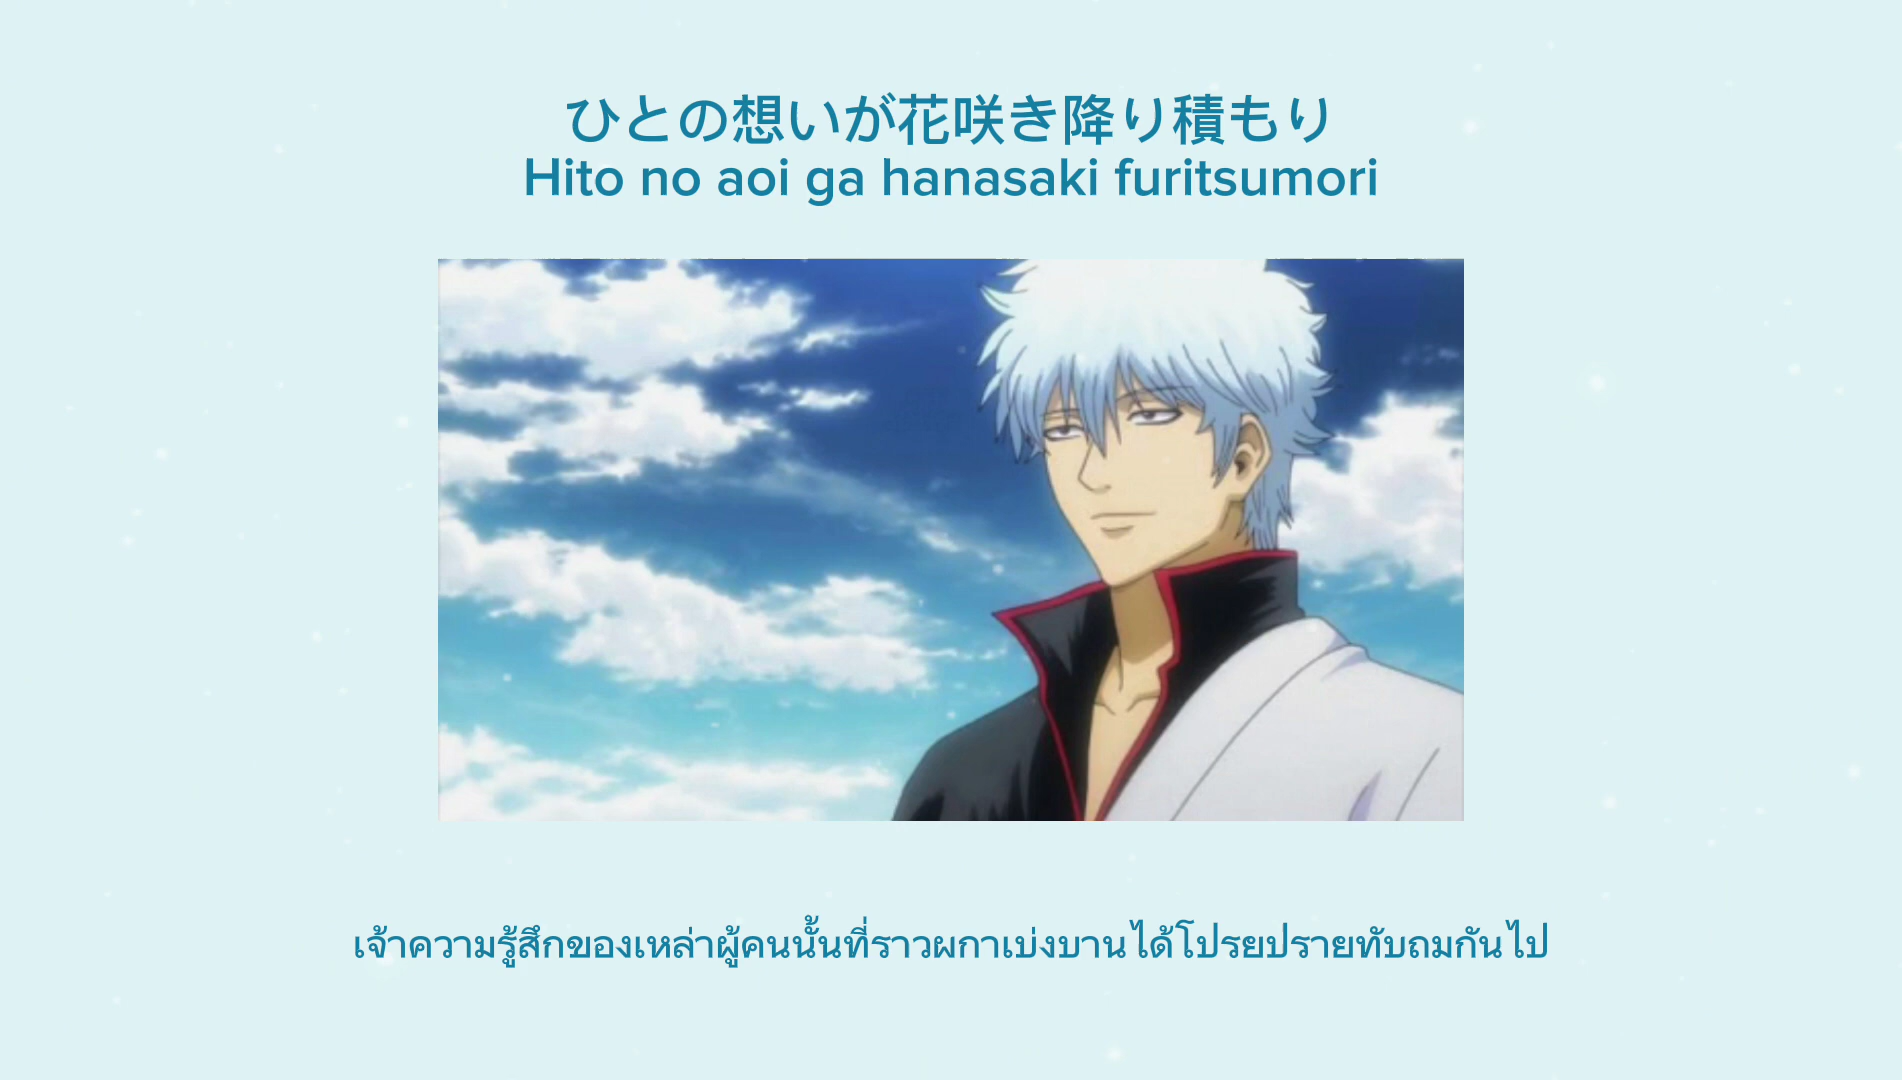 ひとの想いが花咲き降り積もり
Hito no aoi ga hanasaki furitsumori
เจ้าความรู้สึกของเหล่าผู้คนนั้นที่ราวผกาเบ่งบานได้โปรยปรายทับถมกันไป